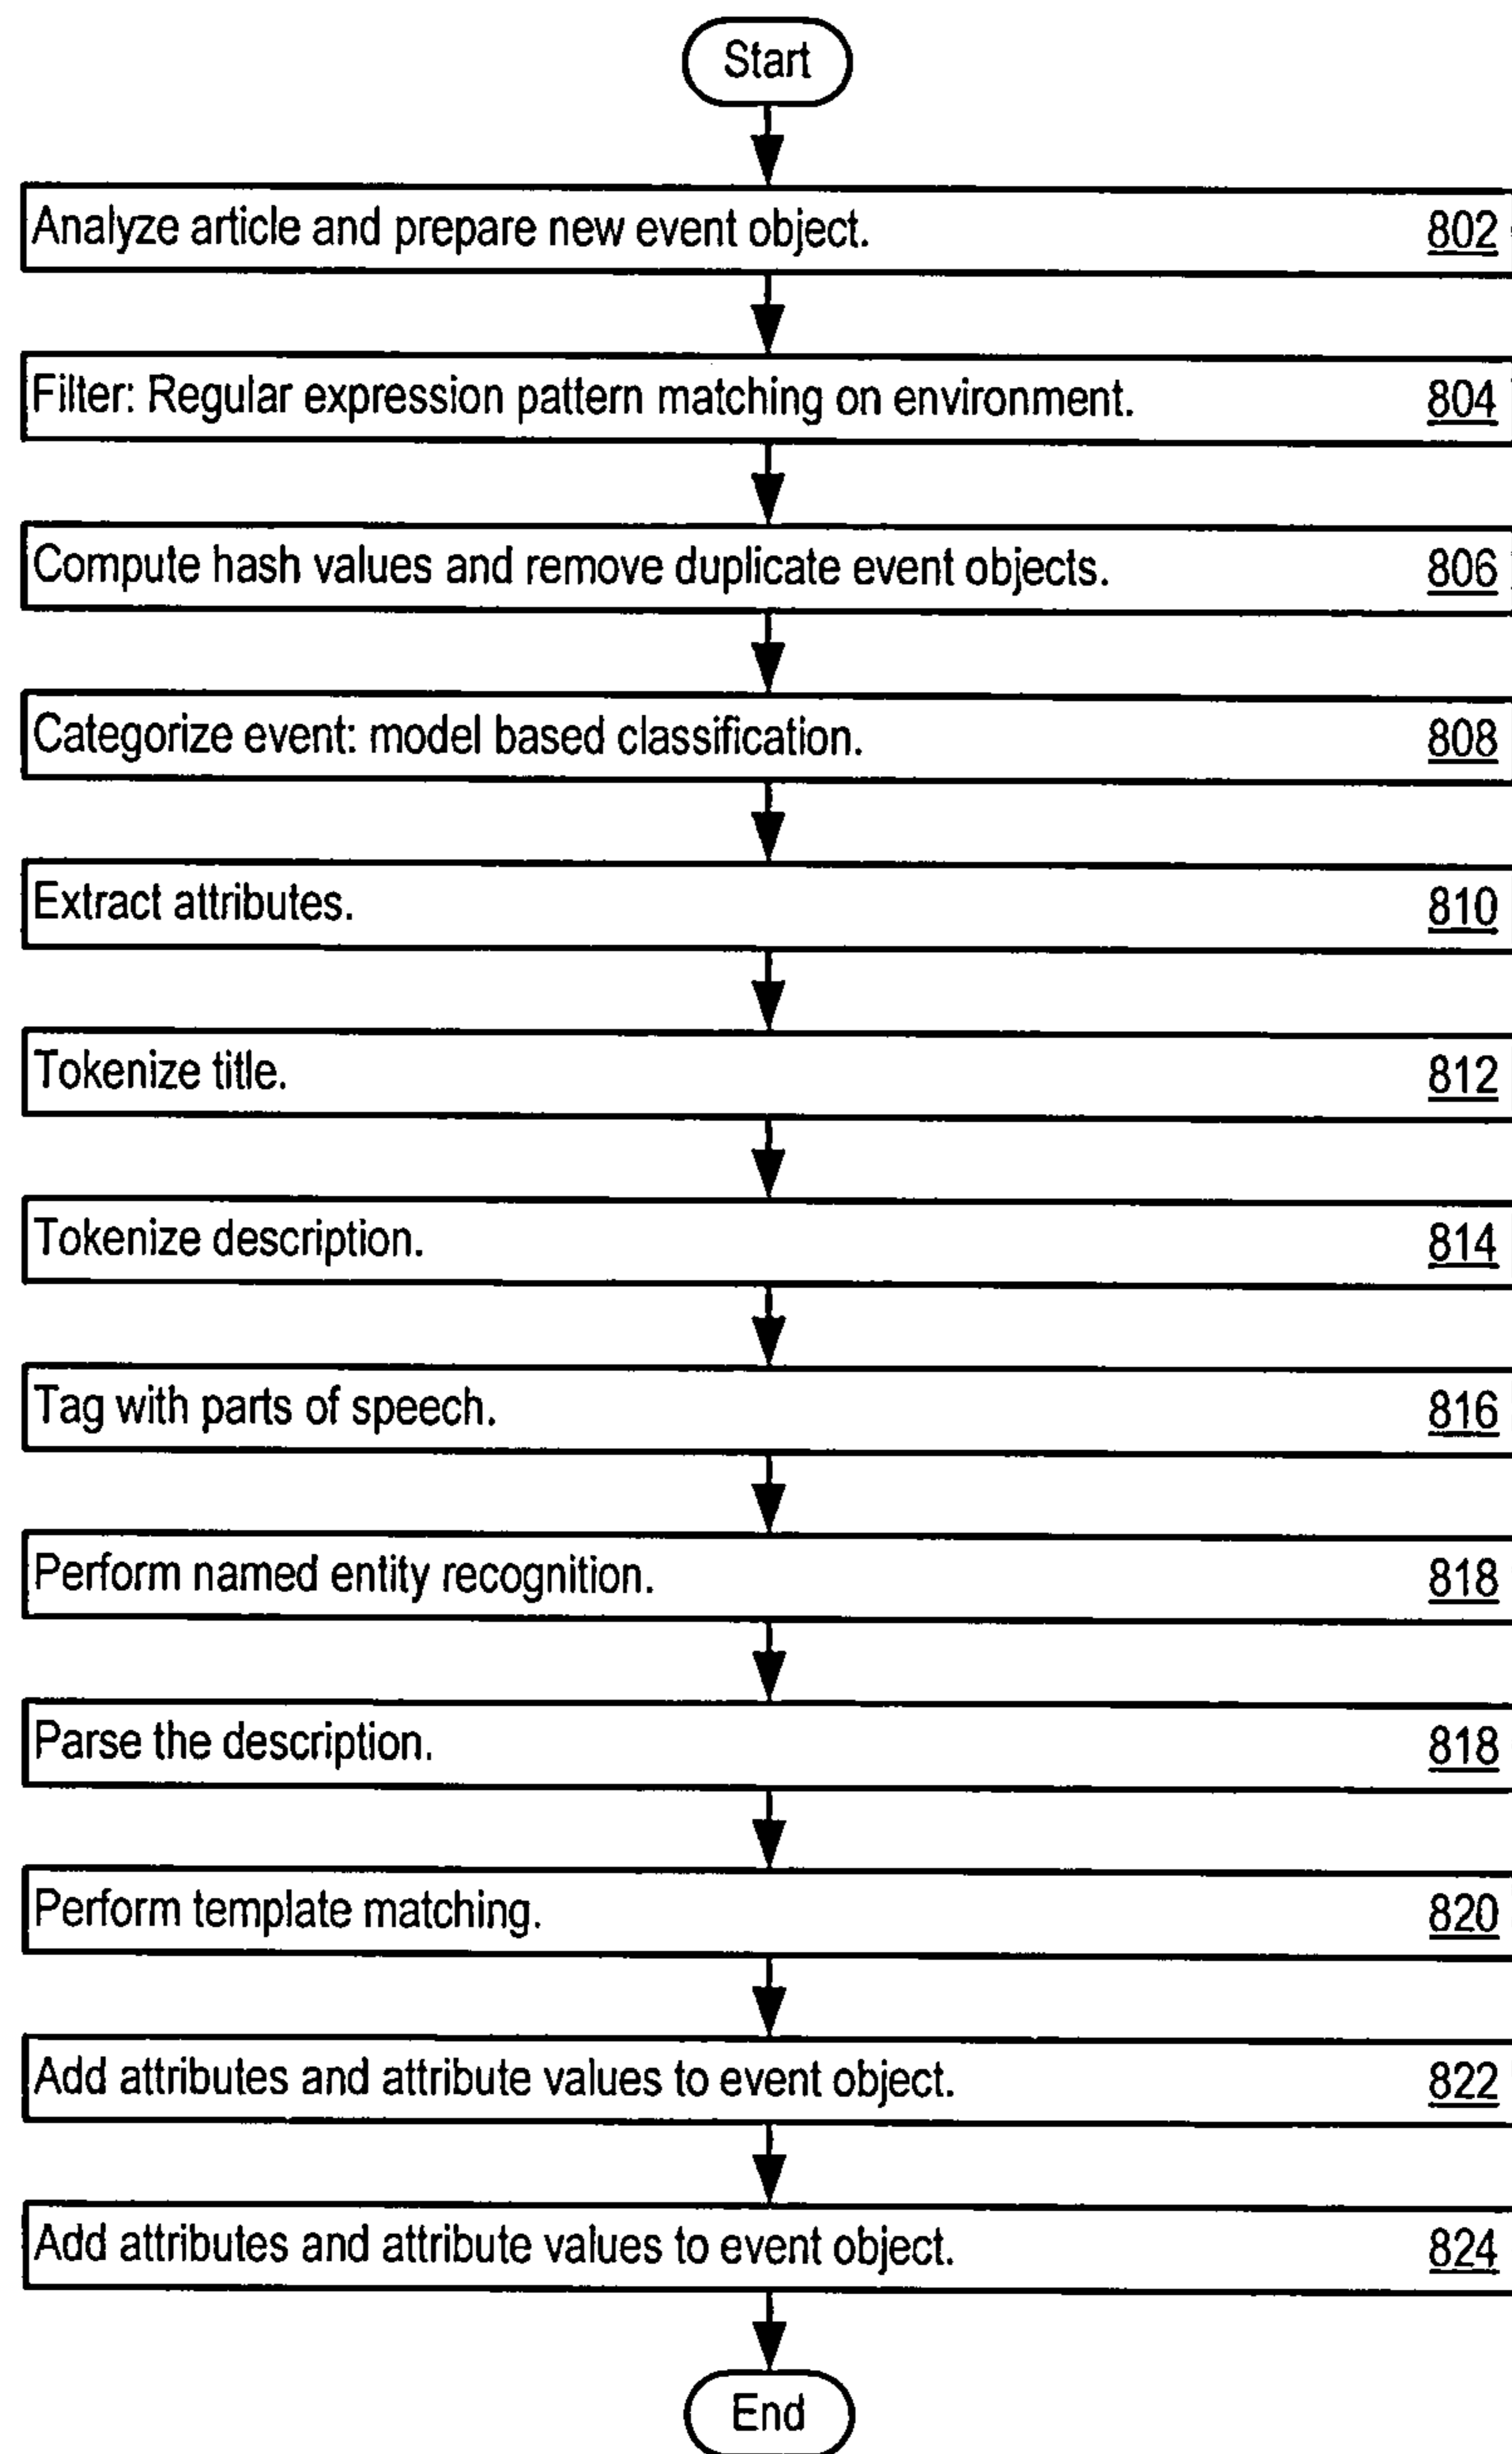 Start
Analyze article and prepare new event object. 802
Filter: Regular expression pattern matching on environment. 804
Compute hash values and remove duplicate event objects. 806
Categorize event: model based classification. 808
Extract attributes. 810
Tokenize title. 812
Tokenize description. 814
Tag with parts of speech. 816
Perform named entity recognition. 818
Parse the description. 818
Perform template matching. 820
Add attributes and attribute values to event object. 822
Add attributes and attribute values to event object. 824
End